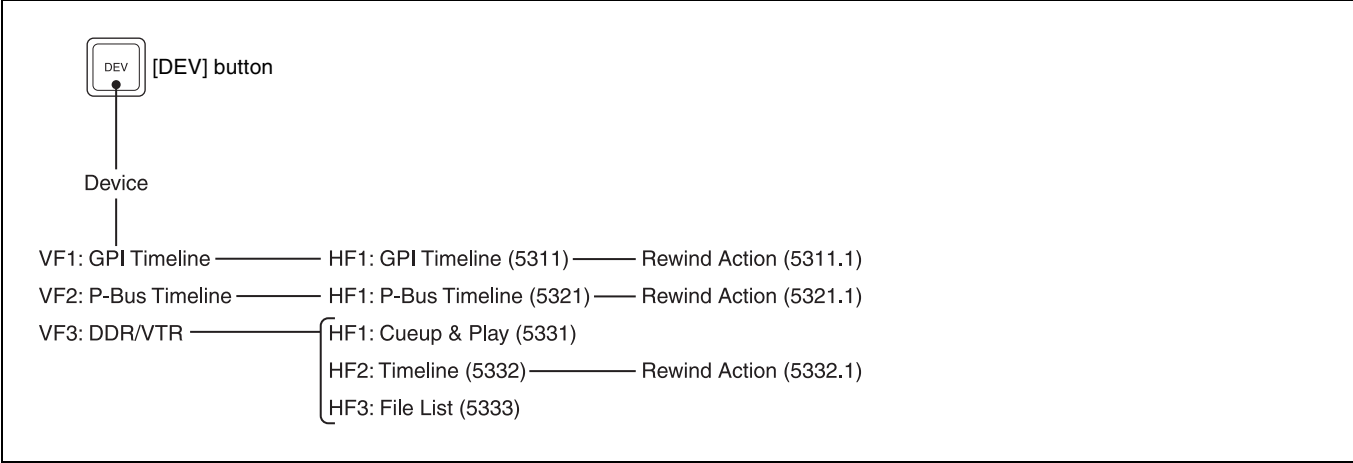 DEV [DEV] button
Device
VF1: GPI Timeline HF1: GPI Timeline (5311) Rewind Action (5311.1)
VF2: P-Bus Timeline HF1: P-Bus Timeline (5321) Rewind Action (5321.1)
VF3: DDR/VTR HF1: Cueup & Play (5331)
HF2: Timeline (5332) Rewind Action (5332.1)
HF3: File List (5333)